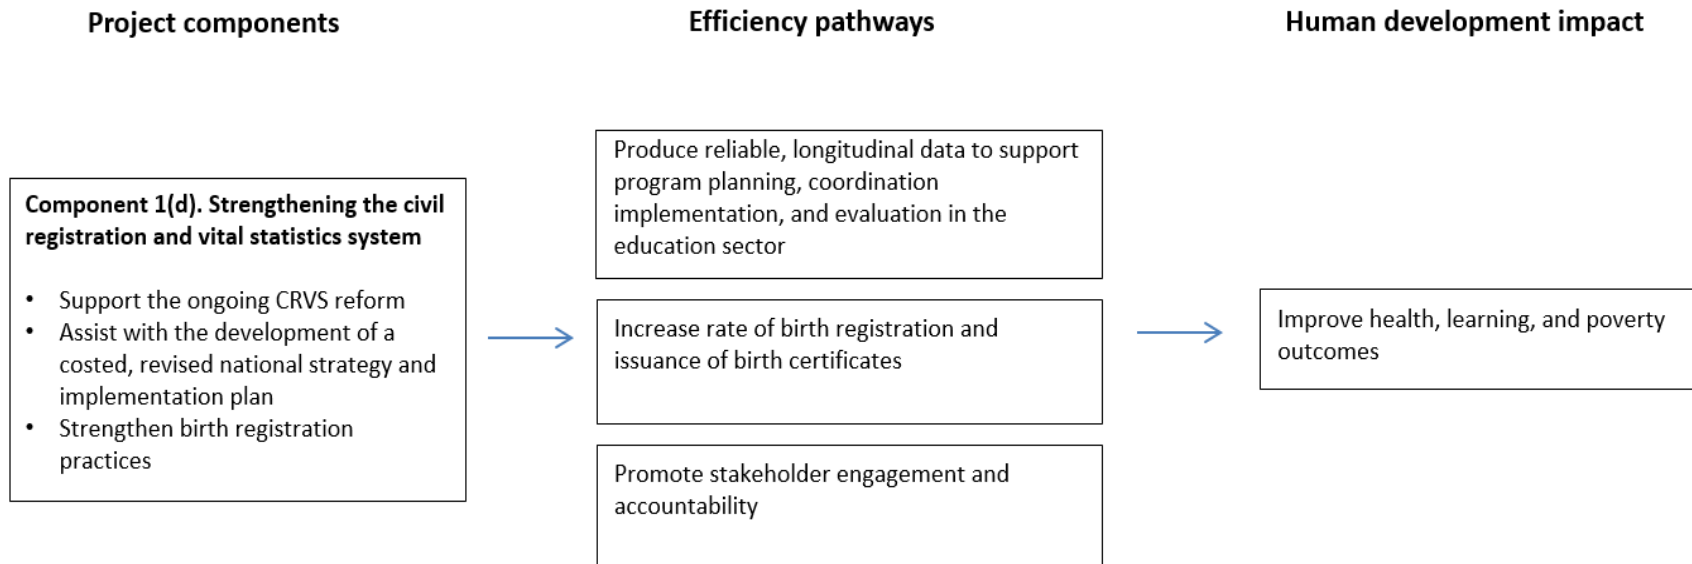 Project components
Efficiency pathways
Human development impact
Component 1(d). Strengthening the civil
registration and vital statistics system
• Support the ongoing CRVS reform
• Assist with the development of a
costed, revised national strategy and
implementation plan
• Strengthen birth registration
practices
Produce reliable, longitudinal data to support
program planning, coordination
implementation, and evaluation in the
education sector
Increase rate of birth registration and
issuance of birth certificates
Promote stakeholder engagement and
accountability
Improve health, learning, and poverty
outcomes